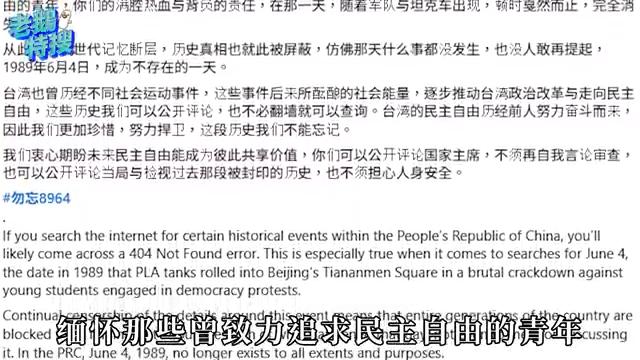 由的青年，你们的满腔热血与背负的责任，在那一天，随着军队与坦克车出现，顿时戛然而止，完全消
老鵝特搜
从此
世代记忆断层，历史真相也就此被屏蔽，仿佛那天什么事都没发生，也没人敢再提起，
1989年6月4日，成为不存在的一天。
台湾也曾历经不同社会运动事件，这些事件后来所酝酿的社会能量，逐步推动台湾政治改革与走向民主
自由，这些历史我们可以公开评论，也不必翻墙就可以查询。台湾的民主自由历经前人努力奋斗而来，
因此我们更加珍惜，努力捍卫，这段历史我们不能忘记。
我们衷心期盼未来民主自由能成为彼此共享价值，你们可以公开评论国家主席，不须再自我言论审查，
也可以公开评论当局与检视过去那段被封印的历史，也不须担心人身安全。
#勿忘8964
.
If you search the internet for certain historical events within the People's Republic of China, you'll
likely come across a 404 Not Found error. This is especially true when it comes to searches for June 4,
the date in 1989 that PLA tanks rolled into Beijing's Tiananmen Square in a brutal crackdown against
young students engaged in democracy protests.
Continual censorship of the details around this event means that entire generations of the country are
blocked
缅怀那些曾致力追求民主自由的青年
it. In the PRC, June 4, 1989, no longer exists to all extents and purposes.